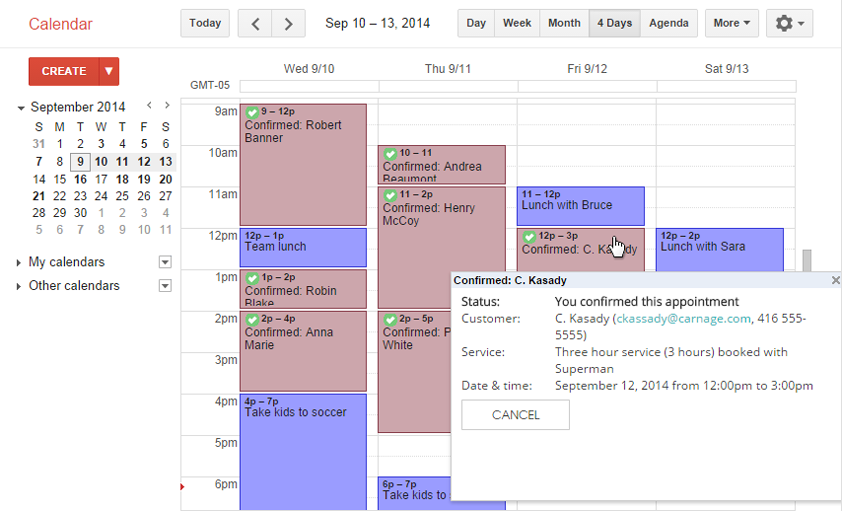 Calendar
Today
Sep 10 – 13, 2014
Day Week Month 4 Days Agenda
More
CREATE
September 2014
S M T W T F S
31 1 2 3 4 5 6
7 8 9 10 11 12 13
14 15 16 17 18 19 20
21 22 23 24 25 26 27
28 29 30 1 2 3 4
5 6 7 8 9 10 11
My calendars
Other calendars
Wed 9/10 Thu 9/11 Fri 9/12 Sat 9/13
GMT-05
9am
10am
11am
12pm
1pm
2pm
3pm
4pm
5pm
6pm
9 – 12p
Confirmed: Robert
Banner
12p – 1p
Team lunch
1p – 2p
Confirmed: Robin
Blake
2p – 4p
Confirmed: Anna
Marie
4p – 7p
Take kids to soccer
10 – 11
Confirmed: Andrea
Beaumont
11 – 2p
Confirmed: Henry
McCoy
2p – 5p
Confirmed: P
White
6p – 7p
Take kids to
11 – 12p
Lunch with Bruce
12p – 3p
Confirmed: C. Kasady
12p – 2p
Lunch with Sara
Confirmed: C. Kasady
Status: You confirmed this appointment
Customer: C. Kasady (ckassady@carnage.com, 416 555-
5555)
Service: Three hour service (3 hours) booked with
Superman
Date & time: September 12, 2014 from 12:00pm to 3:00pm
CANCEL